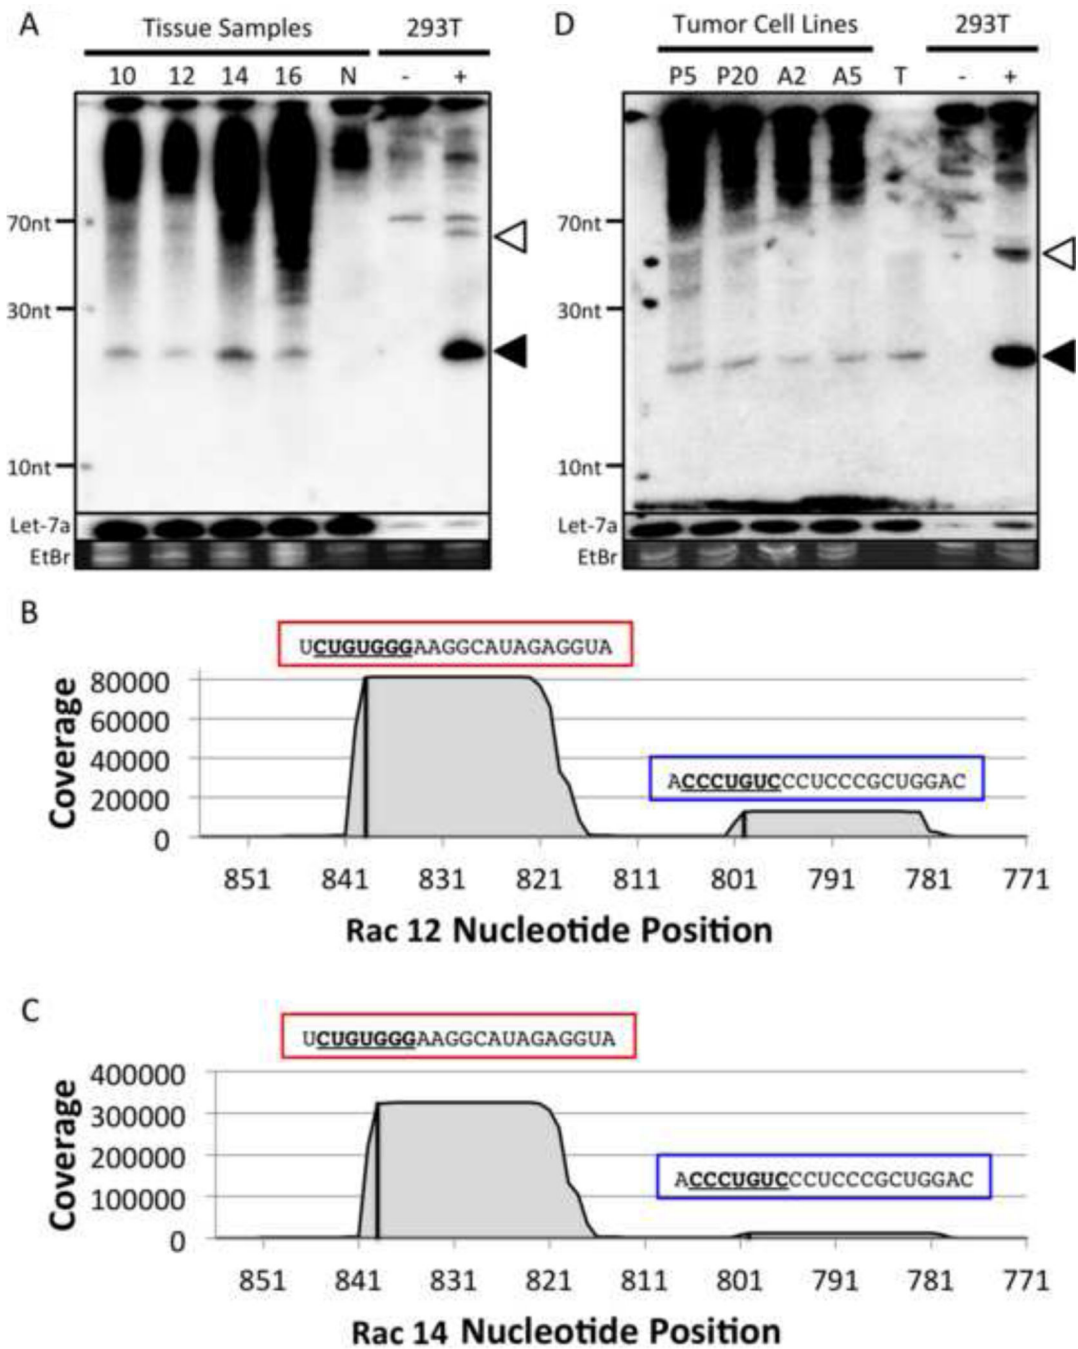 A
Tissue Samples
293T
10 12 14 16 N - +
70nt
30nt
10nt
Let-7a
EtBr
D
Tumor Cell Lines
293T
P5 P20 A2 A5 T - +
70nt
30nt
10nt
Let-7a
EtBr
B
UCUGUGGGAAGGCAUAGAGGUA
ACCCUGUCCCUCCCGCUGGAC
Coverage
80000
60000
40000
20000
0
851 841 831 821 811 801 791 781 771
Rac 12 Nucleotide Position
C
UCUGUGGGAAGGCAUAGAGGUA
ACCCUGUCCCUCCCGCUGGAC
Coverage
400000
300000
200000
100000
0
851 841 831 821 811 801 791 781 771
Rac 14 Nucleotide Position